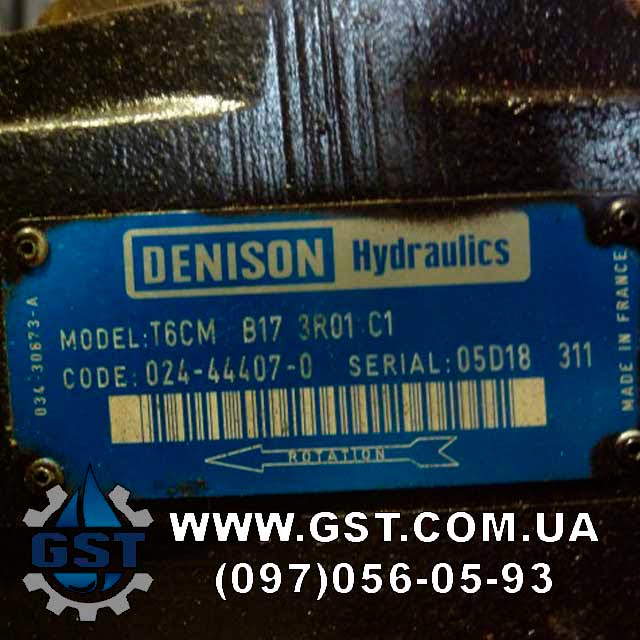 DENISON Hydraulics
MODEL:T6CM B17 3R01 C1
CODE:024-44407-0 SERIAL:05D18 311
ROTATION
034-30673-A
MADE IN FRANCE
GST
WWW.GST.COM.UA
(097)056-05-93